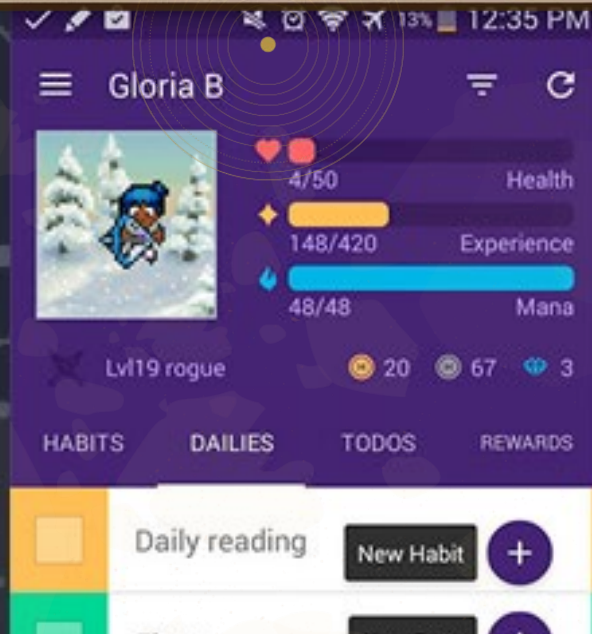 13% 12:35 PM
Gloria B
4/50 Health
148/420 Experience
48/48 Mana
Lvl19 rogue 20 67 3
HABITS DAILIES TODOS REWARDS
Daily reading New Habit